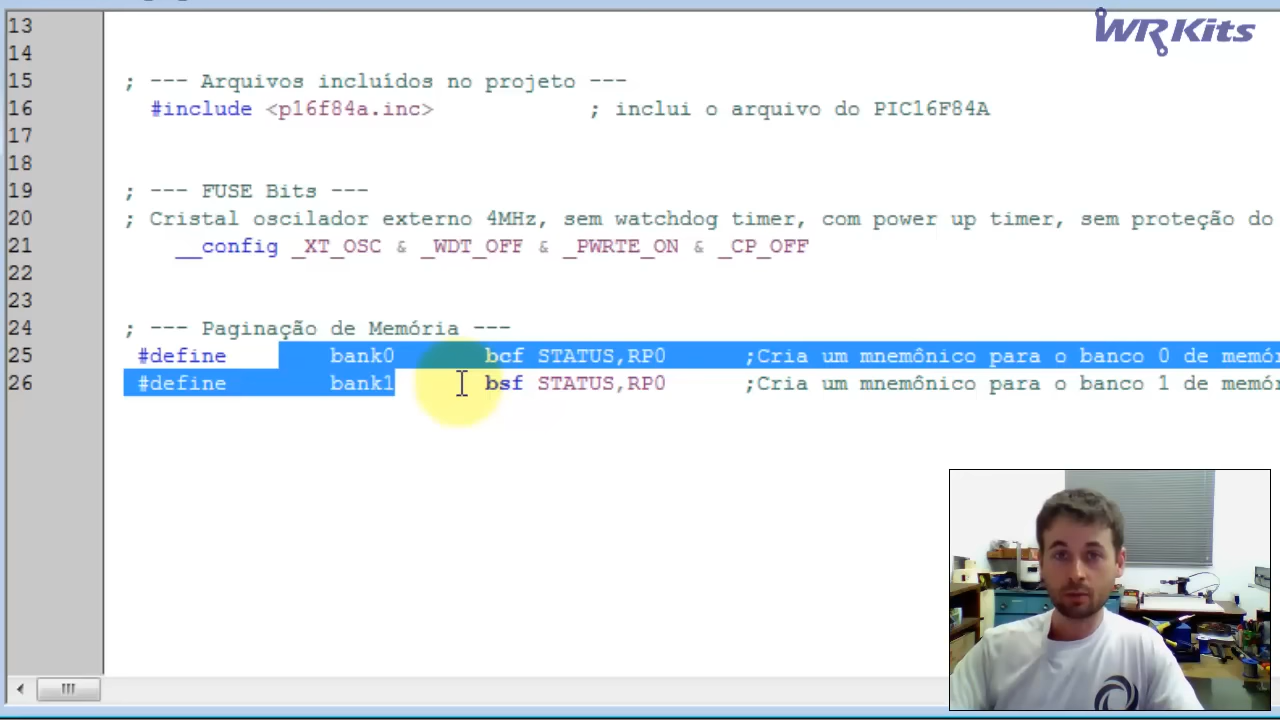 WR Kits
13
14
15 ; --- Arquivos incluídos no projeto ---
16 #include <p16f84a.inc> ; inclui o arquivo do PIC16F84A
17
18
19 ; --- FUSE Bits ---
20 ; Cristal oscilador externo 4MHz, sem watchdog timer, com power up timer, sem proteção do
21 __config _XT_OSC & _WDT_OFF & _PWRTE_ON & _CP_OFF
22
23
24 ; --- Paginação de Memória ---
25 #define bank0 bcf STATUS,RP0 ;Cria um mnemônico para o banco 0 de memór
26 #define bank1 bsf STATUS,RP0 ;Cria um mnemônico para o banco 1 de memór